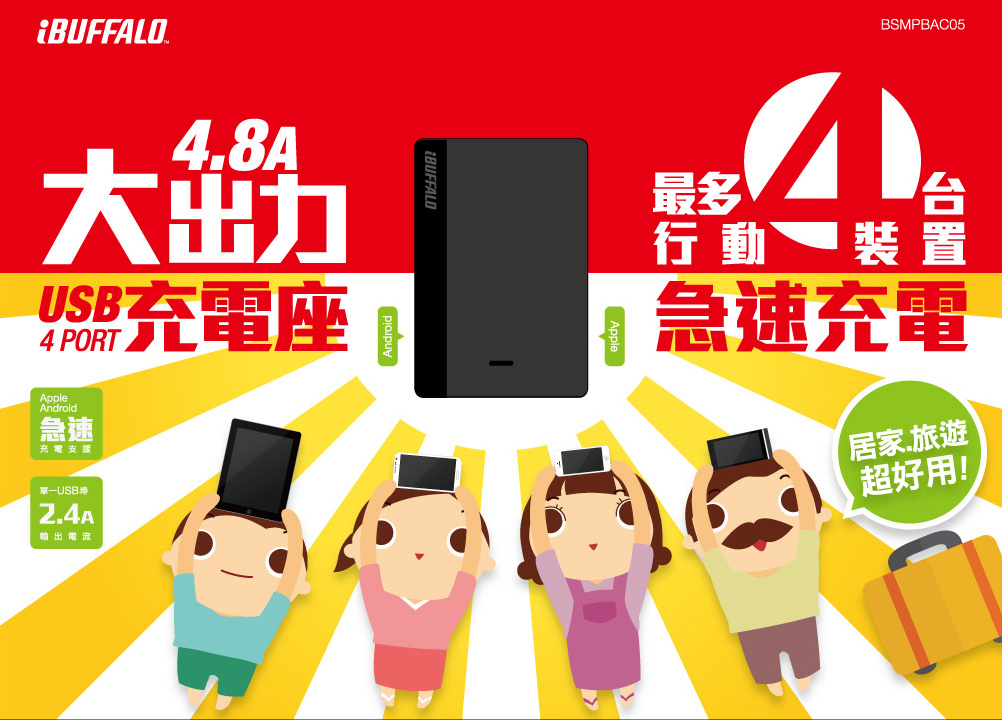 iBUFFALO™
BSMPBAC05
4.8A
大出力
USB
4 PORT
充電座
iBUFFALO
最多4台
行動裝置
急速充電
Android
Apple
Apple
Android
急速
充電支援
單一USB埠
2.4A
輸出電流
居家.旅遊
超好用!